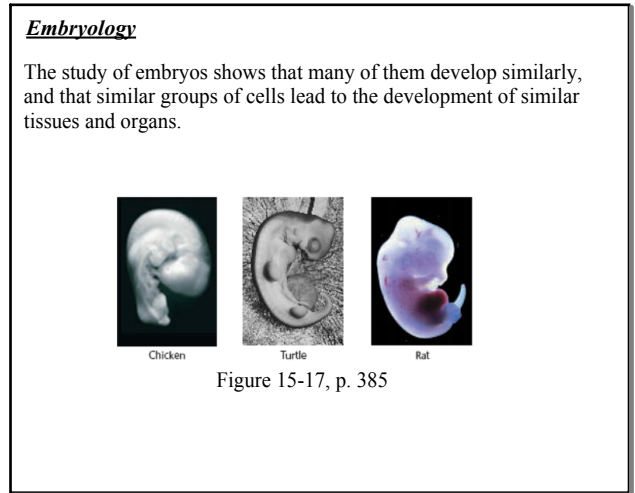 Embryology
The study of embryos shows that many of them develop similarly,
and that similar groups of cells lead to the development of similar
tissues and organs.
Chicken
Turtle
Rat
Figure 15-17, p. 385